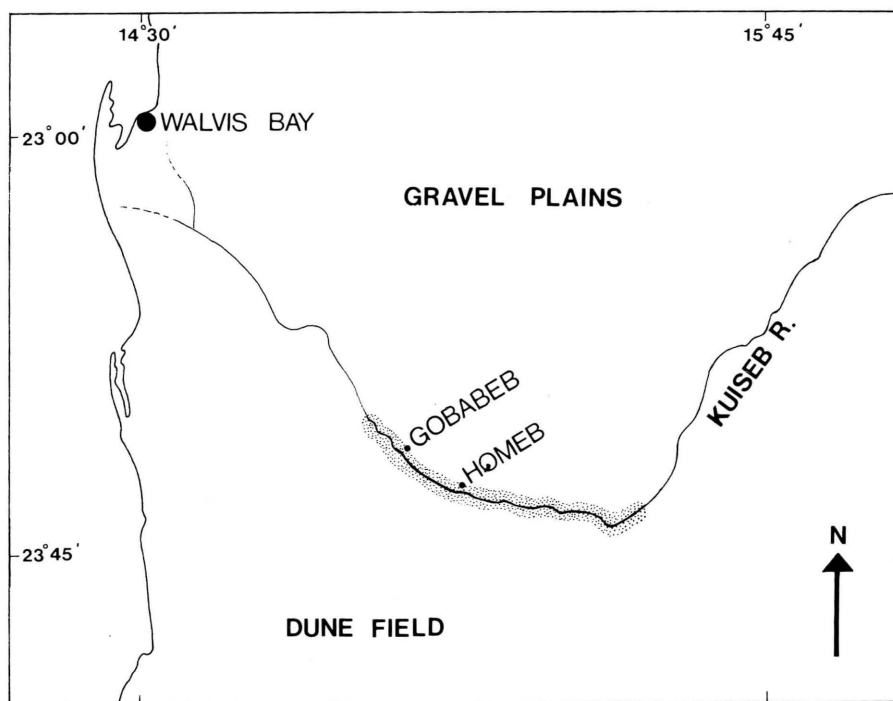 14°30'
15°45'
23°00'
WALVIS BAY
GRAVEL PLAINS
KUISEB R.
GOBABEB
HOMEB
23°45'
N
DUNE FIELD